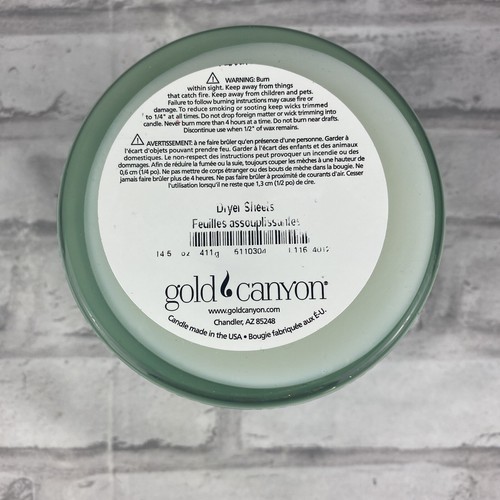 WARNING: Burn
within sight. Keep away from things
that catch fire. Keep away from children and pets.
Failure to follow burning instructions may cause fire or
damage. To reduce smoking or sooting keep wicks trimmed
to 1/4" at all times. Do not drop foreign matter or wick trimming into
candle. Never burn more than 4 hours at a time. Do not burn near drafts.
Discontinue use when 1/2" of wax remains.
AVERTISSEMENT: à ne faire brûler qu'en présence d'une personne. Garder à
l'écart d'objets pouvant prendre feu. Garder à l'écart des enfants et des animaux
domestiques. Le non-respect des instructions peut provoquer un incendie ou des
dommages. Afin de réduire la fumée ou la suie, toujours couper les mèches à une hauteur de
0,6 cm (1/4 po). Ne pas mettre de corps étranger ou des bouts de mèche dans la bougie. Ne
jamais faire brûler plus de 4 heures. Ne pas faire brûler à proximité de courants d'air. Cesser
l'utilisation lorsqu'il ne reste que 1,3 cm (1/2 po) de cire.
Dryer Sheets
Feuilles assouplissantes
14.5 oz 411g 6110304
gold canyon®
www.goldcanyon.com
Chandler, AZ 85248
Candle made in the USA • Bougie fabriquée aux É-U.